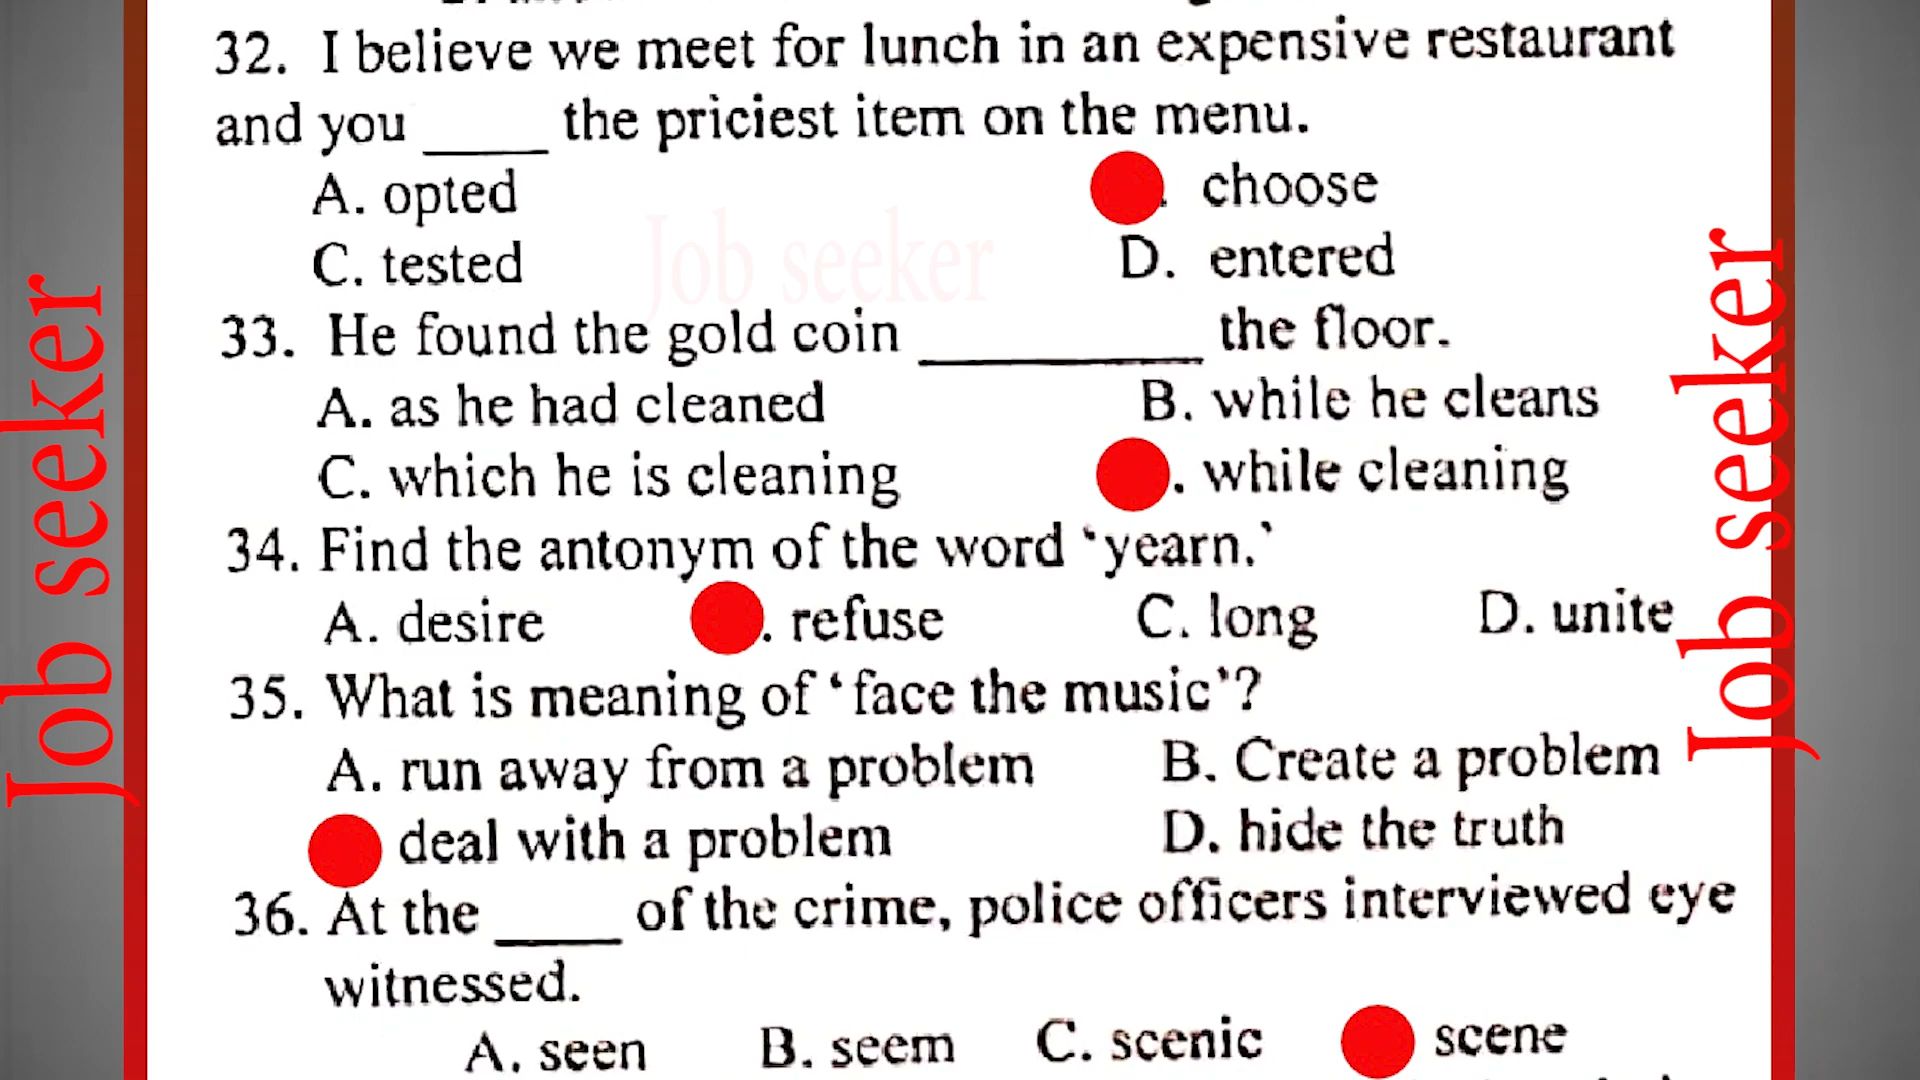 32. I believe we meet for lunch in an expensive restaurant
and you ____ the priciest item on the menu.
A. opted
choose
C. tested
D. entered
Job seeker
33. He found the gold coin ________ the floor.
A. as he had cleaned
B. while he cleans
C. which he is cleaning
. while cleaning
34. Find the antonym of the word ‘yearn.’
A. desire . refuse C. long D. unite
35. What is meaning of ‘face the music’?
A. run away from a problem
B. Create a problem
deal with a problem
D. hide the truth
36. At the ____ of the crime, police officers interviewed eye
witnessed.
A. seen B. seem C. scenic scene
Job seeker
Job seeker